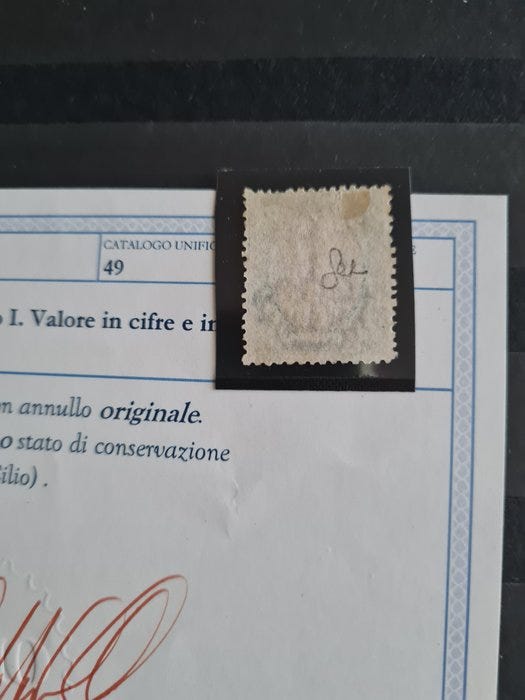 CATALOGO UNIFIC
49
I. Valore in cifre e in
n annullo originale.
o stato di conservazione
ilio).